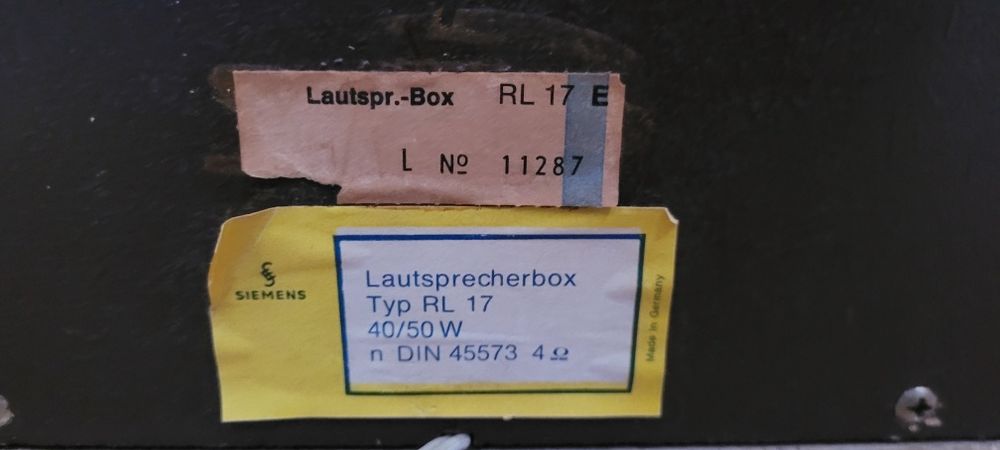 Lautspr.-Box RL 17 E
L Nº 11287
SIEMENS
Lautsprecherbox
Typ RL 17
40/50 W
n DIN 45573 4 Ω
Made in Germany